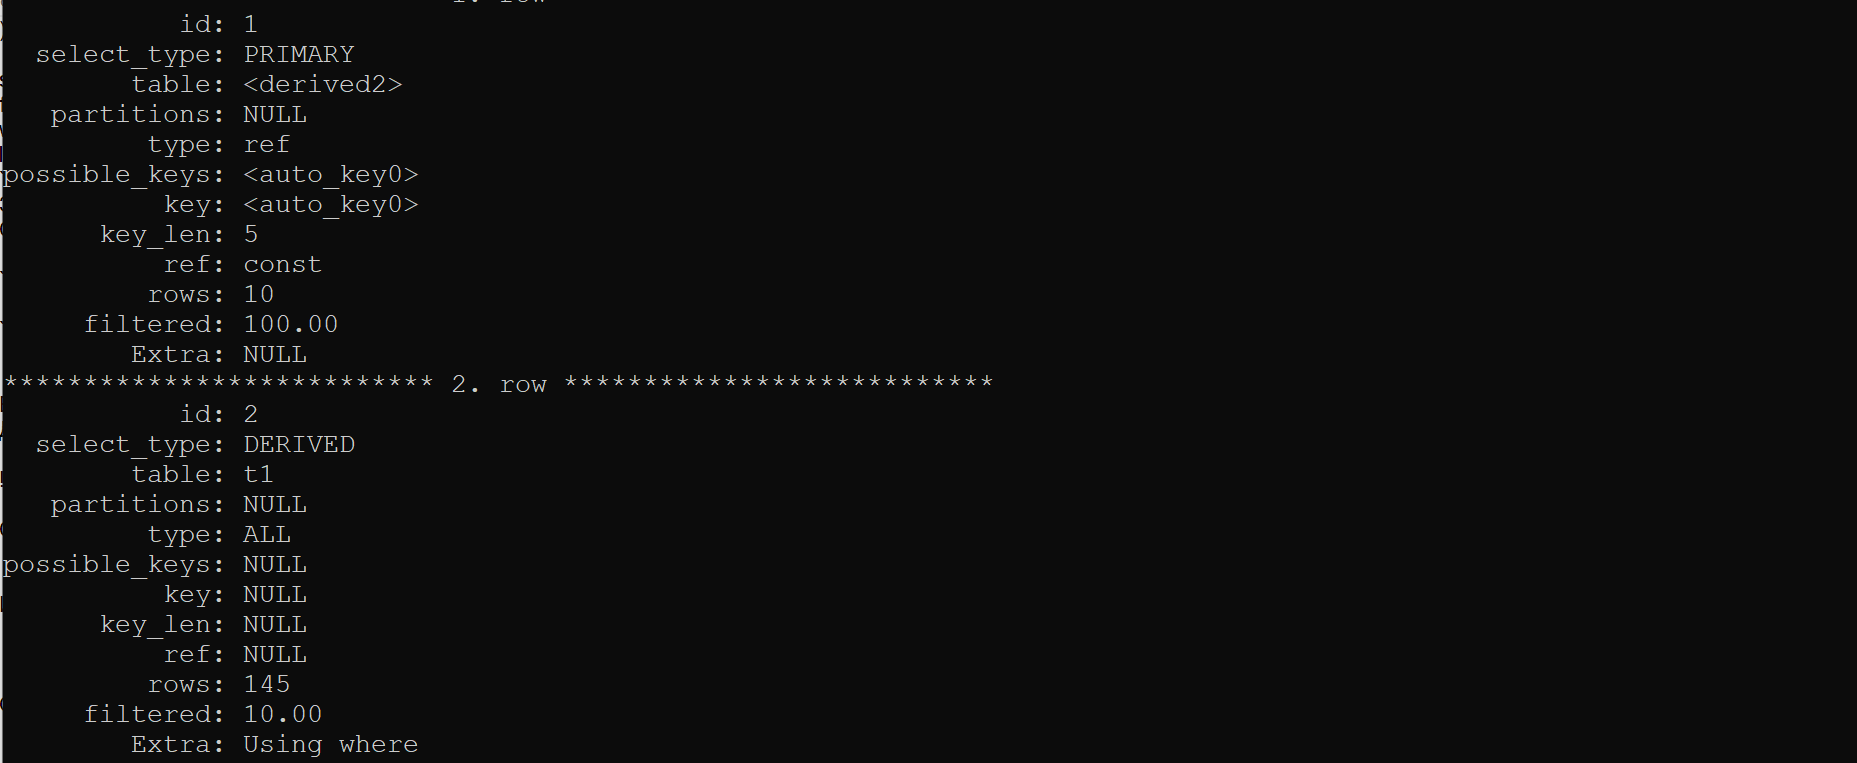 1. row
id: 1
select_type: PRIMARY
table: <derived2>
partitions: NULL
type: ref
possible_keys: <auto_key0>
key: <auto_key0>
key_len: 5
ref: const
rows: 10
filtered: 100.00
Extra: NULL
*************************** 2. row ***************************
id: 2
select_type: DERIVED
table: t1
partitions: NULL
type: ALL
possible_keys: NULL
key: NULL
key_len: NULL
ref: NULL
rows: 145
filtered: 10.00
Extra: Using where